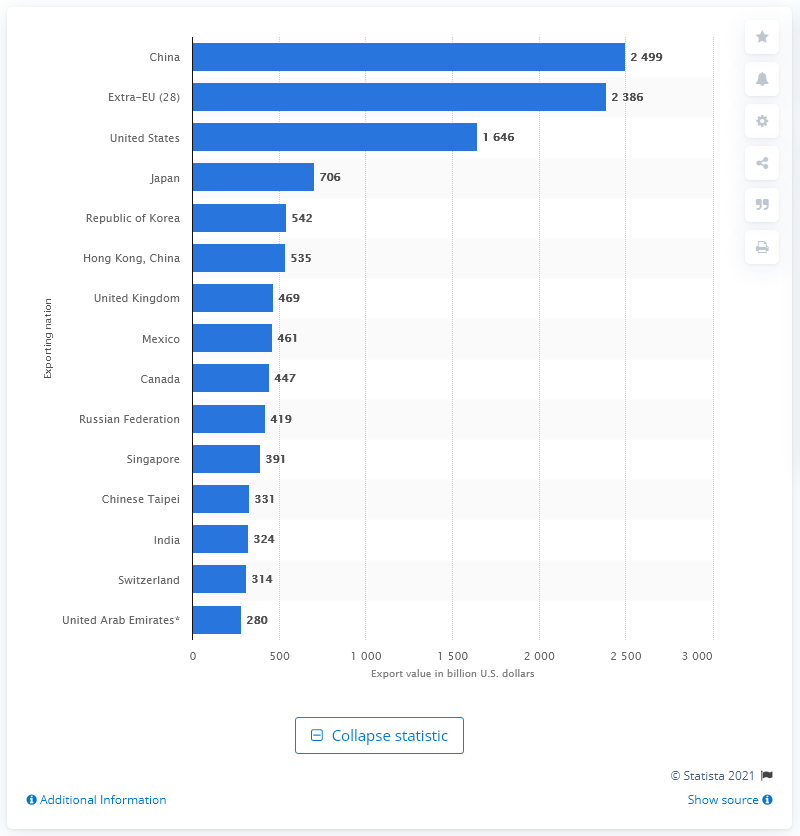 China 2 499
Extra-EU (28) 2 386
United States 1 646
Japan 706
Republic of Korea 542
Hong Kong, China 535
United Kingdom 469
Mexico 461
Canada 447
Russian Federation 419
Singapore 391
Chinese Taipei 331
India 324
Switzerland 314
United Arab Emirates* 280
Exporting nation
0 500 1 000 1 500 2 000 2 500 3 000
Export value in billion U.S. dollars
Collapse statistic
© Statista 2021
Additional Information Show source